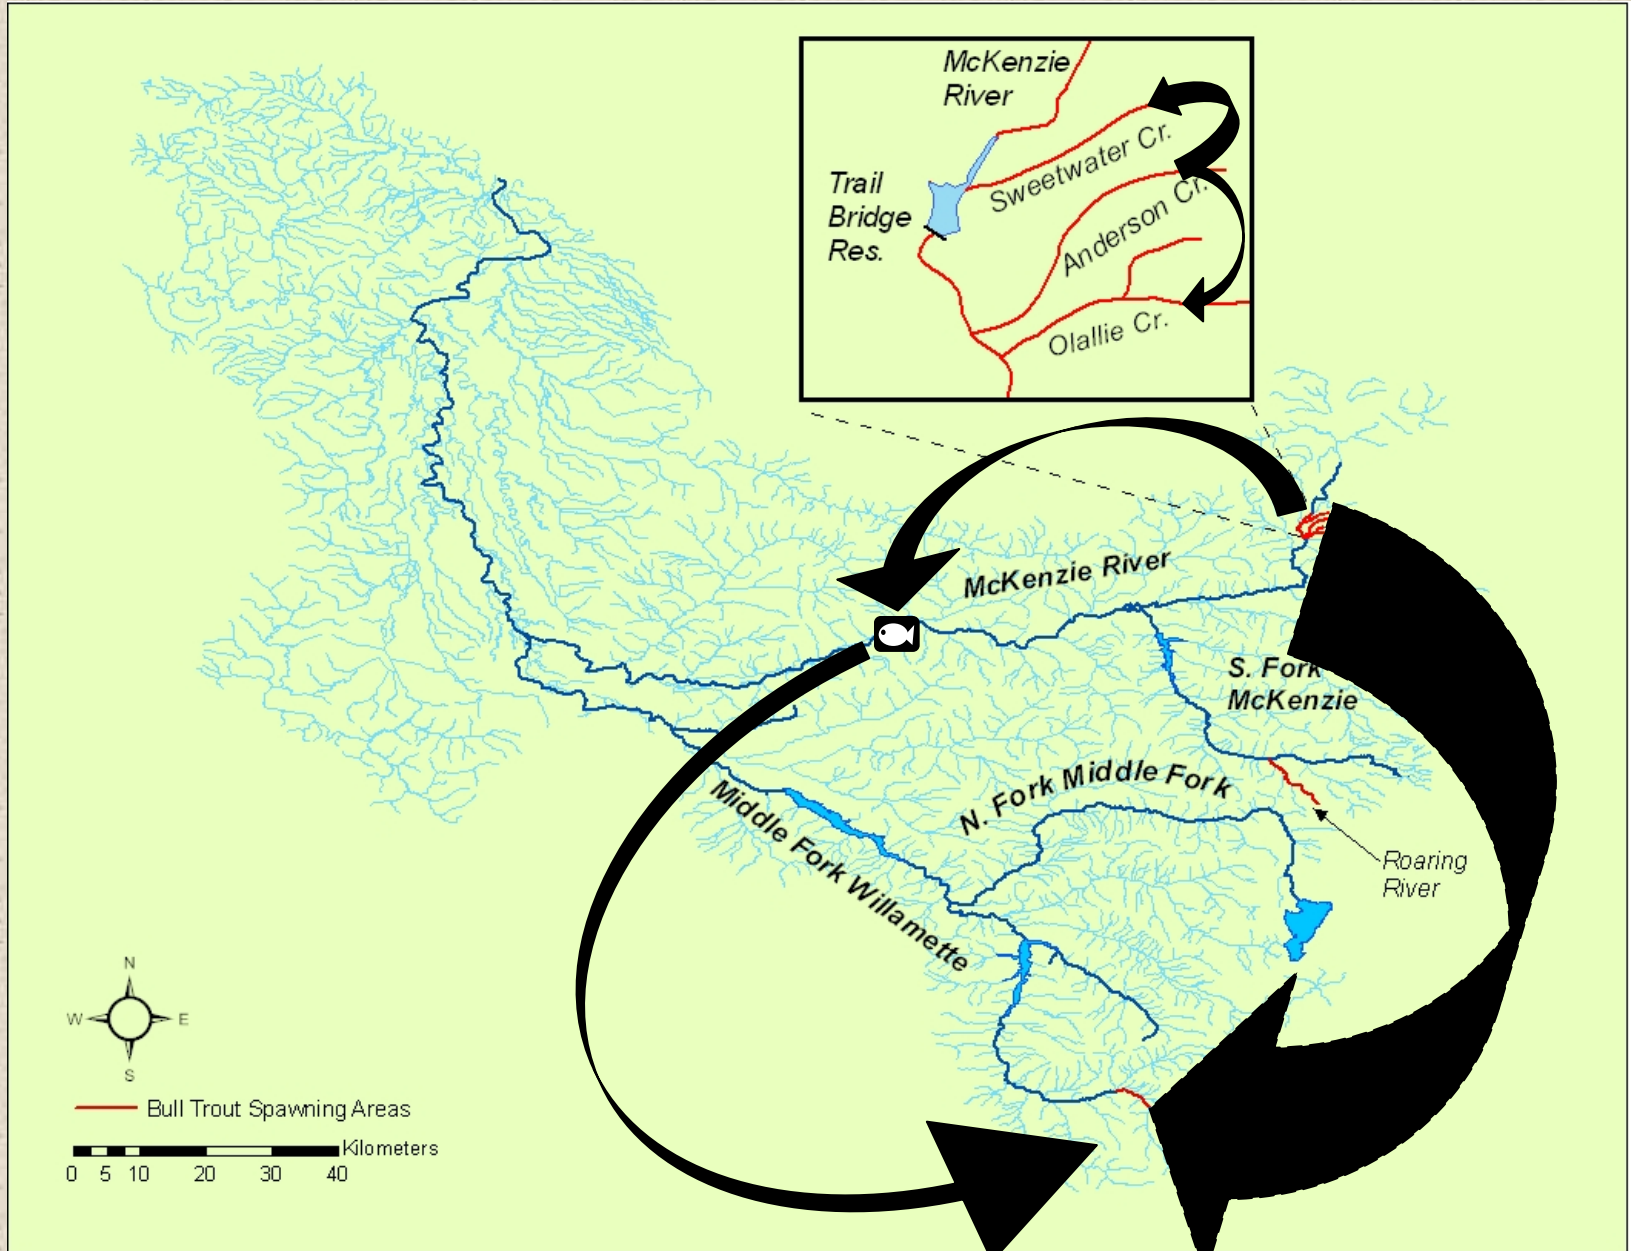 McKenzie
River
Sweetwater Cr.
Trail
Bridge
Res.
Anderson Cr.
Olallie Cr.
McKenzie River
S. Fork
McKenzie
N. Fork Middle Fork
Middle Fork Willamette
Roaring
River
N
W E
S
Bull Trout Spawning Areas
Kilometers
0 5 10 20 30 40